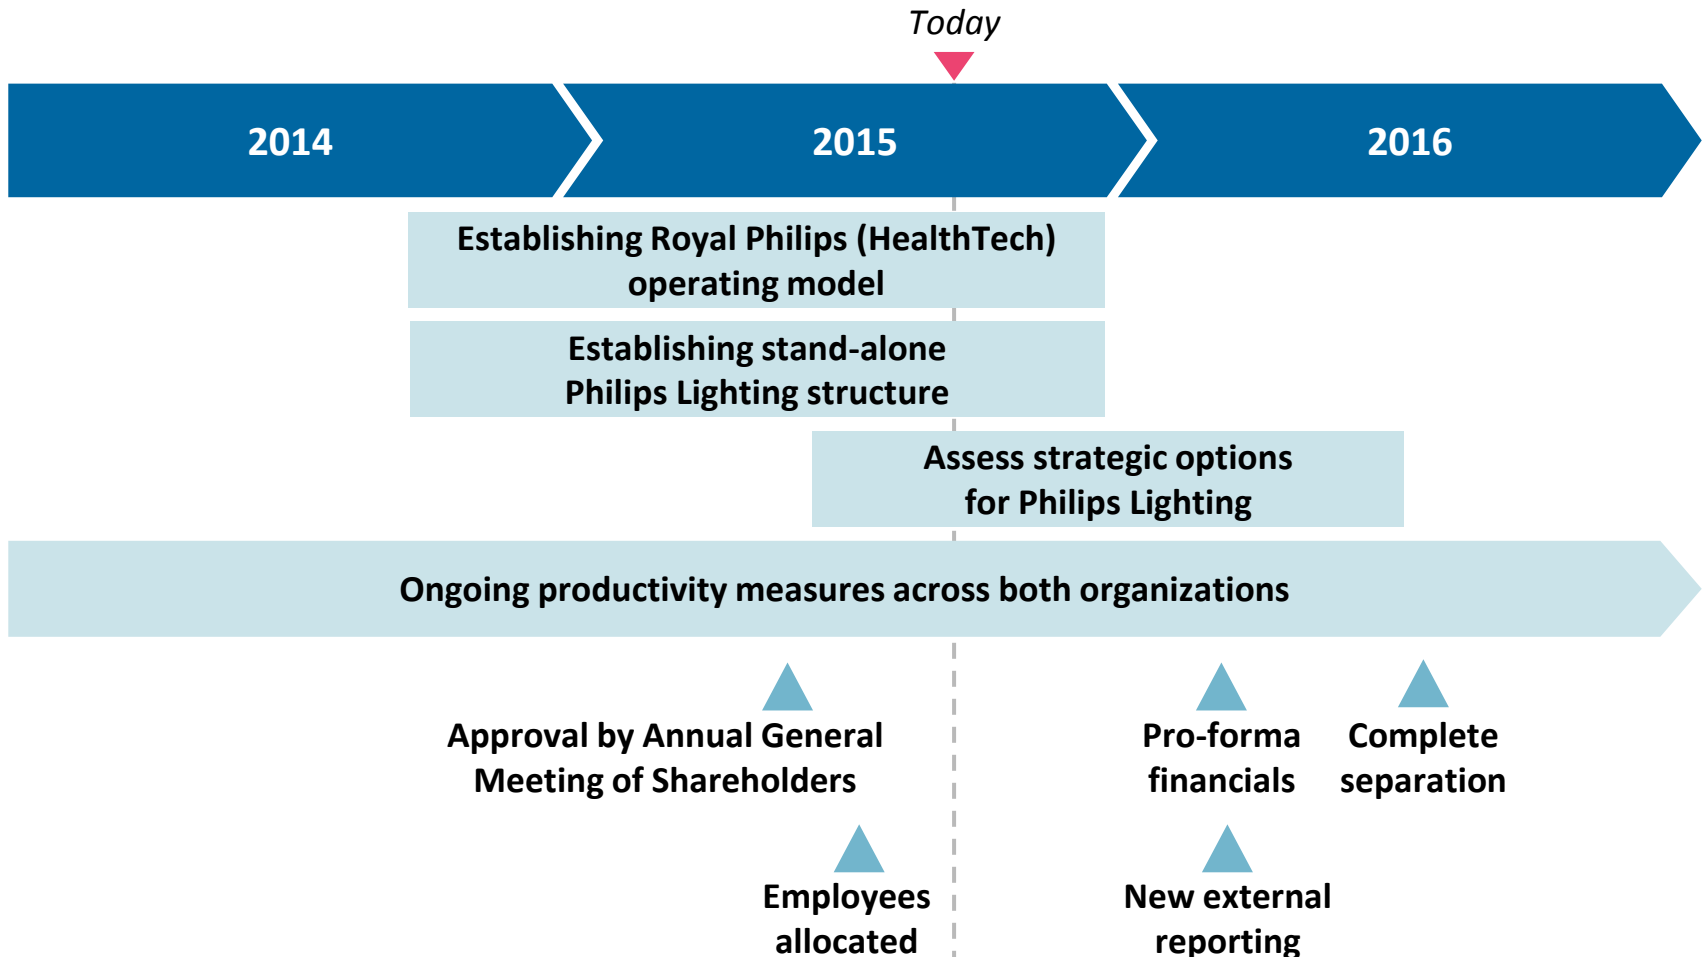 Today
2014
2015
2016
Establishing Royal Philips (HealthTech)
operating model
Establishing stand-alone
Philips Lighting structure
Assess strategic options
for Philips Lighting
Ongoing productivity measures across both organizations
Approval by Annual General
Meeting of Shareholders
Pro-forma
financials
Complete
separation
Employees
allocated
New external
reporting